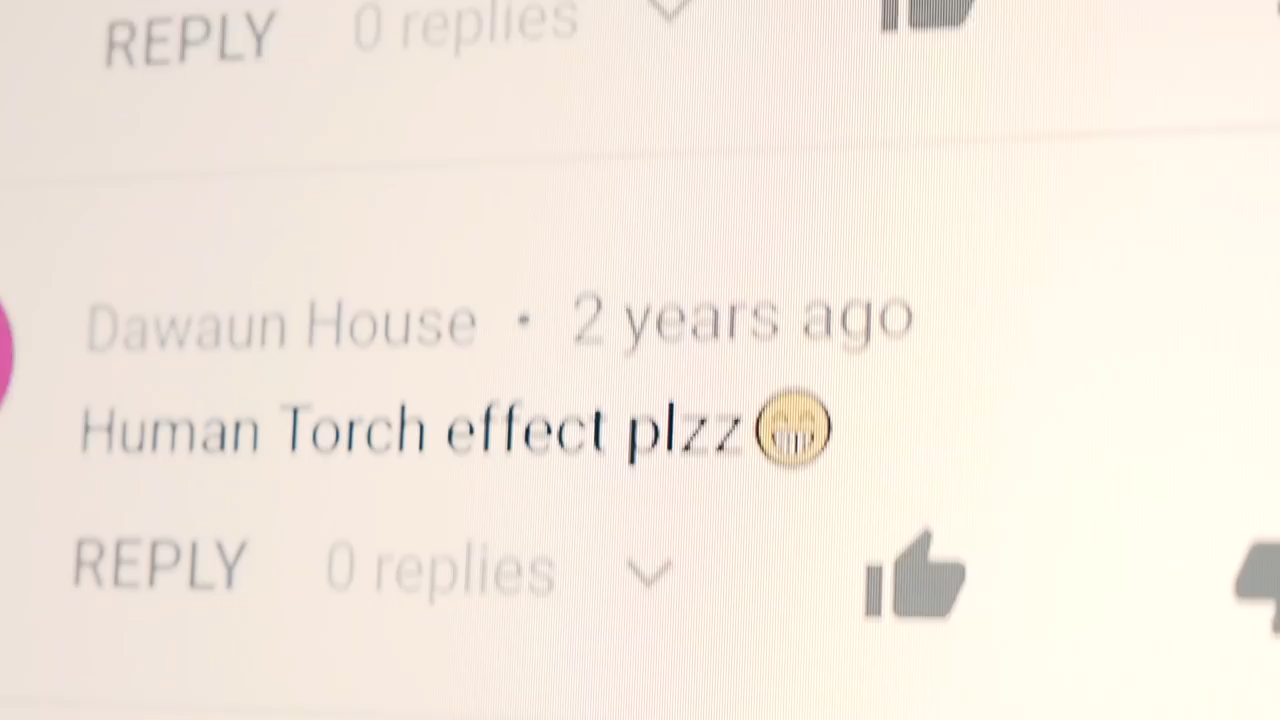 REPLY 0 replies
Dawaun House • 2 years ago
Human Torch effect plzz😁
REPLY 0 replies